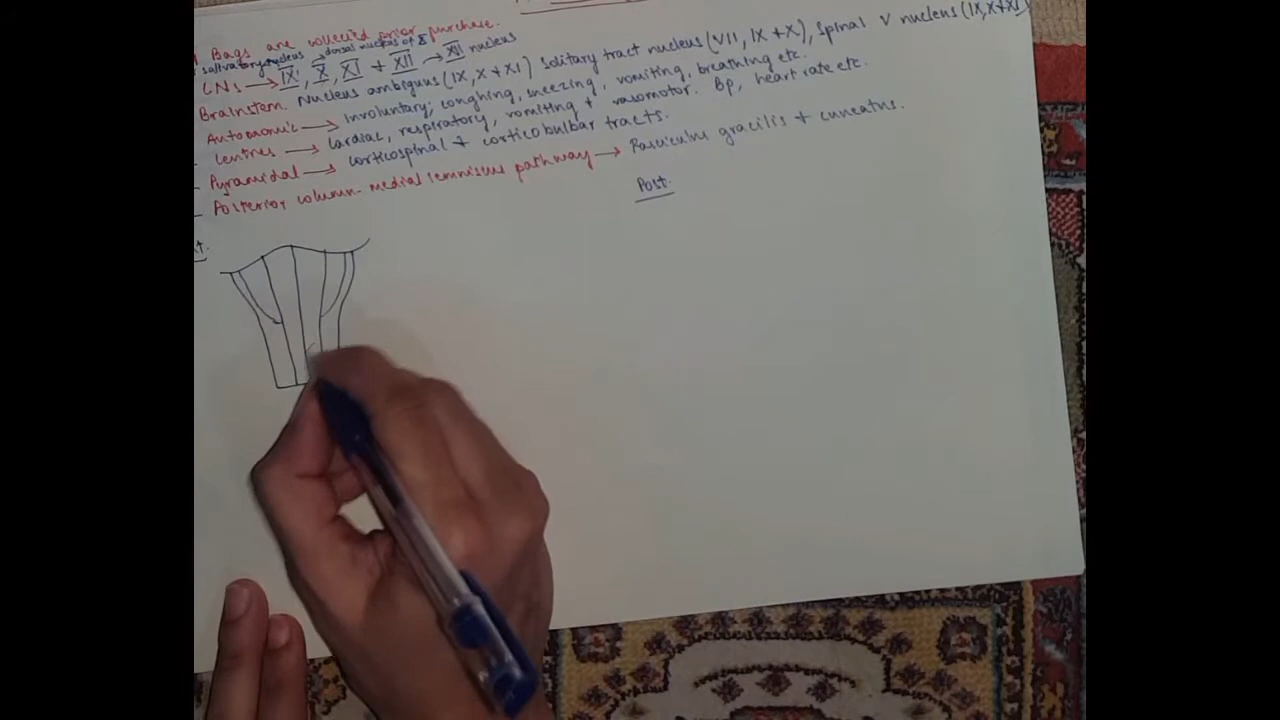 Bags are collected prior purchase.
salivatory nucleus → dorsal nucleus of X
CNs → IX, X, XI + XII → XII nucleus
Brainstem. Nucleus ambiguus (IX, X + XI) solitary tract nucleus (VII, IX + X), spinal V nucleus (IX, X + XI)
Autonomic → Involuntary; coughing, sneezing, vomiting, breathing etc.
Centres → Cardiac, respiratory, vomiting + vasomotor. BP, heart rate etc.
Pyramidal → corticospinal + corticobulbar tracts.
Posterior column-medial lemniscus pathway → Fasciculus gracilis + cuneatus.
Post.